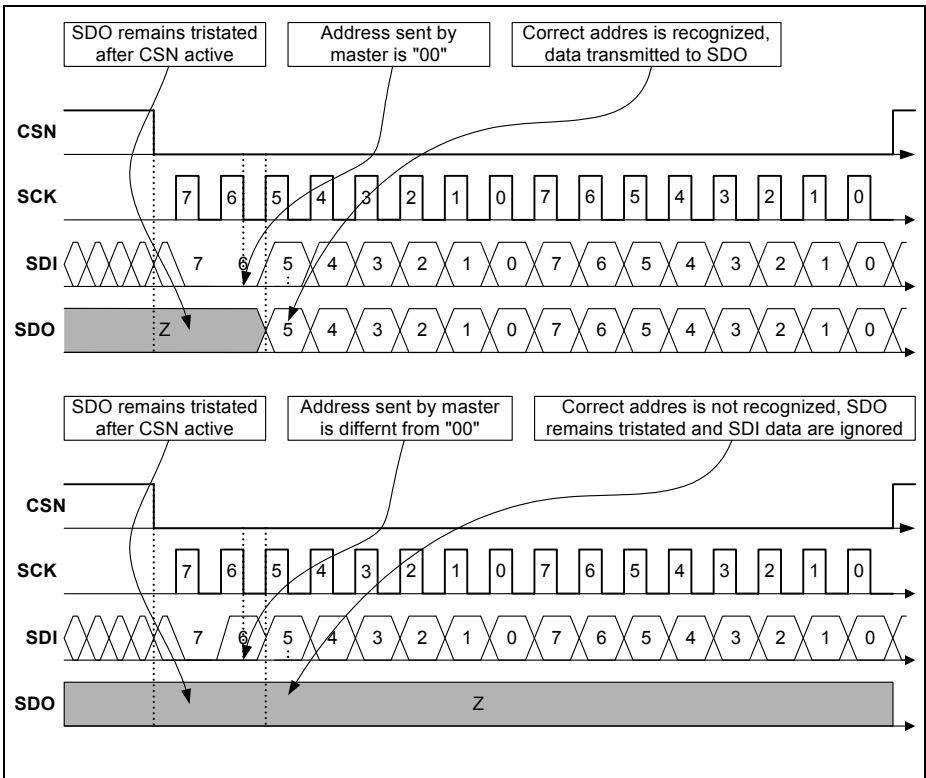 SDO remains tristated
after CSN active
Address sent by
master is "00"
Correct addres is recognized,
data transmitted to SDO
CSN
SCK
7 6 5 4 3 2 1 0 7 6 5 4 3 2 1 0
SDI
7 6 5 4 3 2 1 0 7 6 5 4 3 2 1 0
SDO
Z 5 4 3 2 1 0 7 6 5 4 3 2 1 0
SDO remains tristated
after CSN active
Address sent by master
is differnt from "00"
Correct addres is not recognized, SDO
remains tristated and SDI data are ignored
CSN
SCK
7 6 5 4 3 2 1 0 7 6 5 4 3 2 1 0
SDI
7 6 5 4 3 2 1 0 7 6 5 4 3 2 1 0
SDO
Z